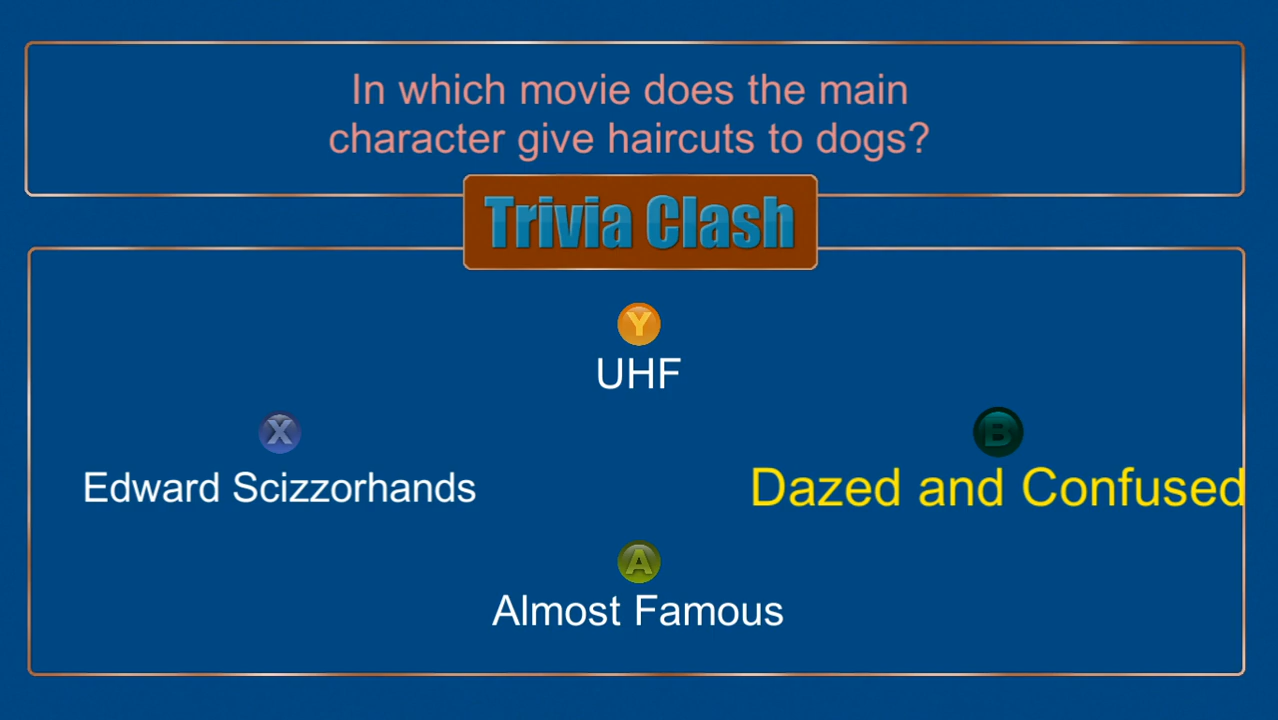 In which movie does the main
character give haircuts to dogs?
Trivia Clash
Y
UHF
X
Edward Scizzorhands
B
Dazed and Confused
A
Almost Famous